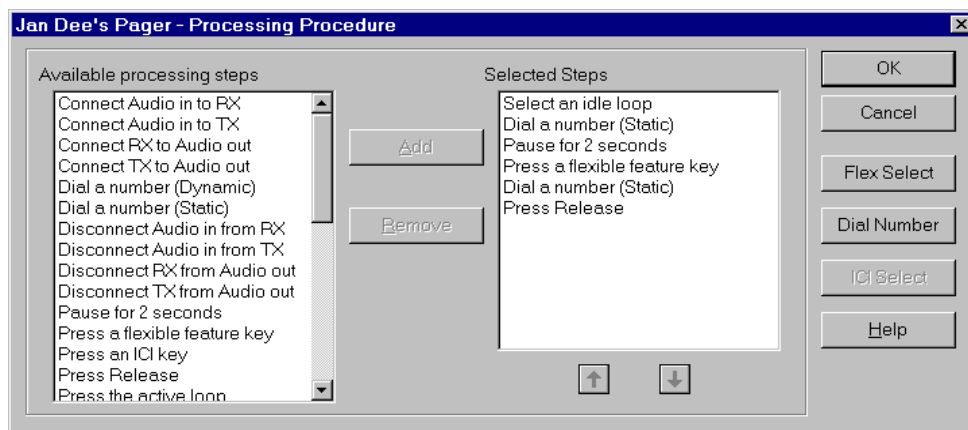 Jan Dee's Pager - Processing Procedure
Available processing steps
Connect Audio in to RX
Connect Audio in to TX
Connect RX to Audio out
Connect TX to Audio out
Dial a number (Dynamic)
Dial a number (Static)
Disconnect Audio in from RX
Disconnect Audio in from TX
Disconnect RX from Audio out
Disconnect TX from Audio out
Pause for 2 seconds
Press a flexible feature key
Press an ICI key
Press Release
Press the active loop
Add
Remove
Selected Steps
Select an idle loop
Dial a number (Static)
Pause for 2 seconds
Press a flexible feature key
Dial a number (Static)
Press Release
OK
Cancel
Flex Select
Dial Number
ICI Select
Help